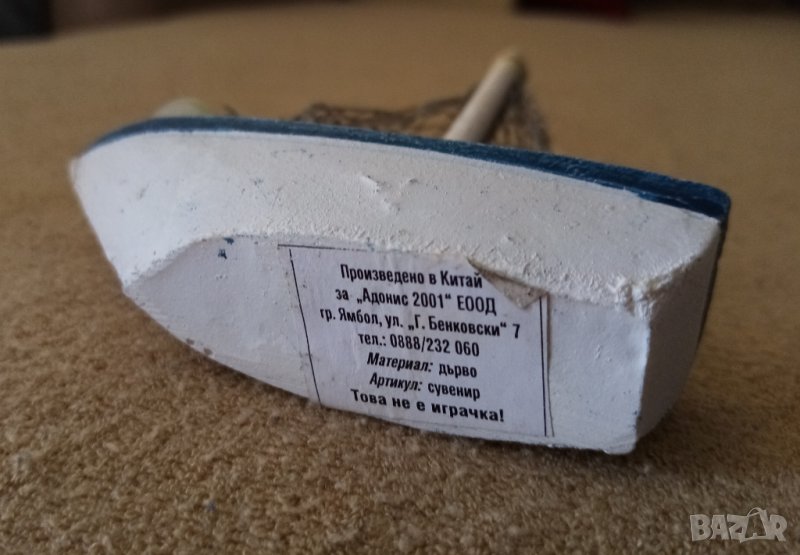 Произведено в Китай
за „Адонис 2001“ ЕООД
гр. Ямбол, ул. „Г. Бенковски“ 7
тел.: 0888/232 060
Материал: дърво
Артикул: сувенир
Това не е играчка!
BAZAR